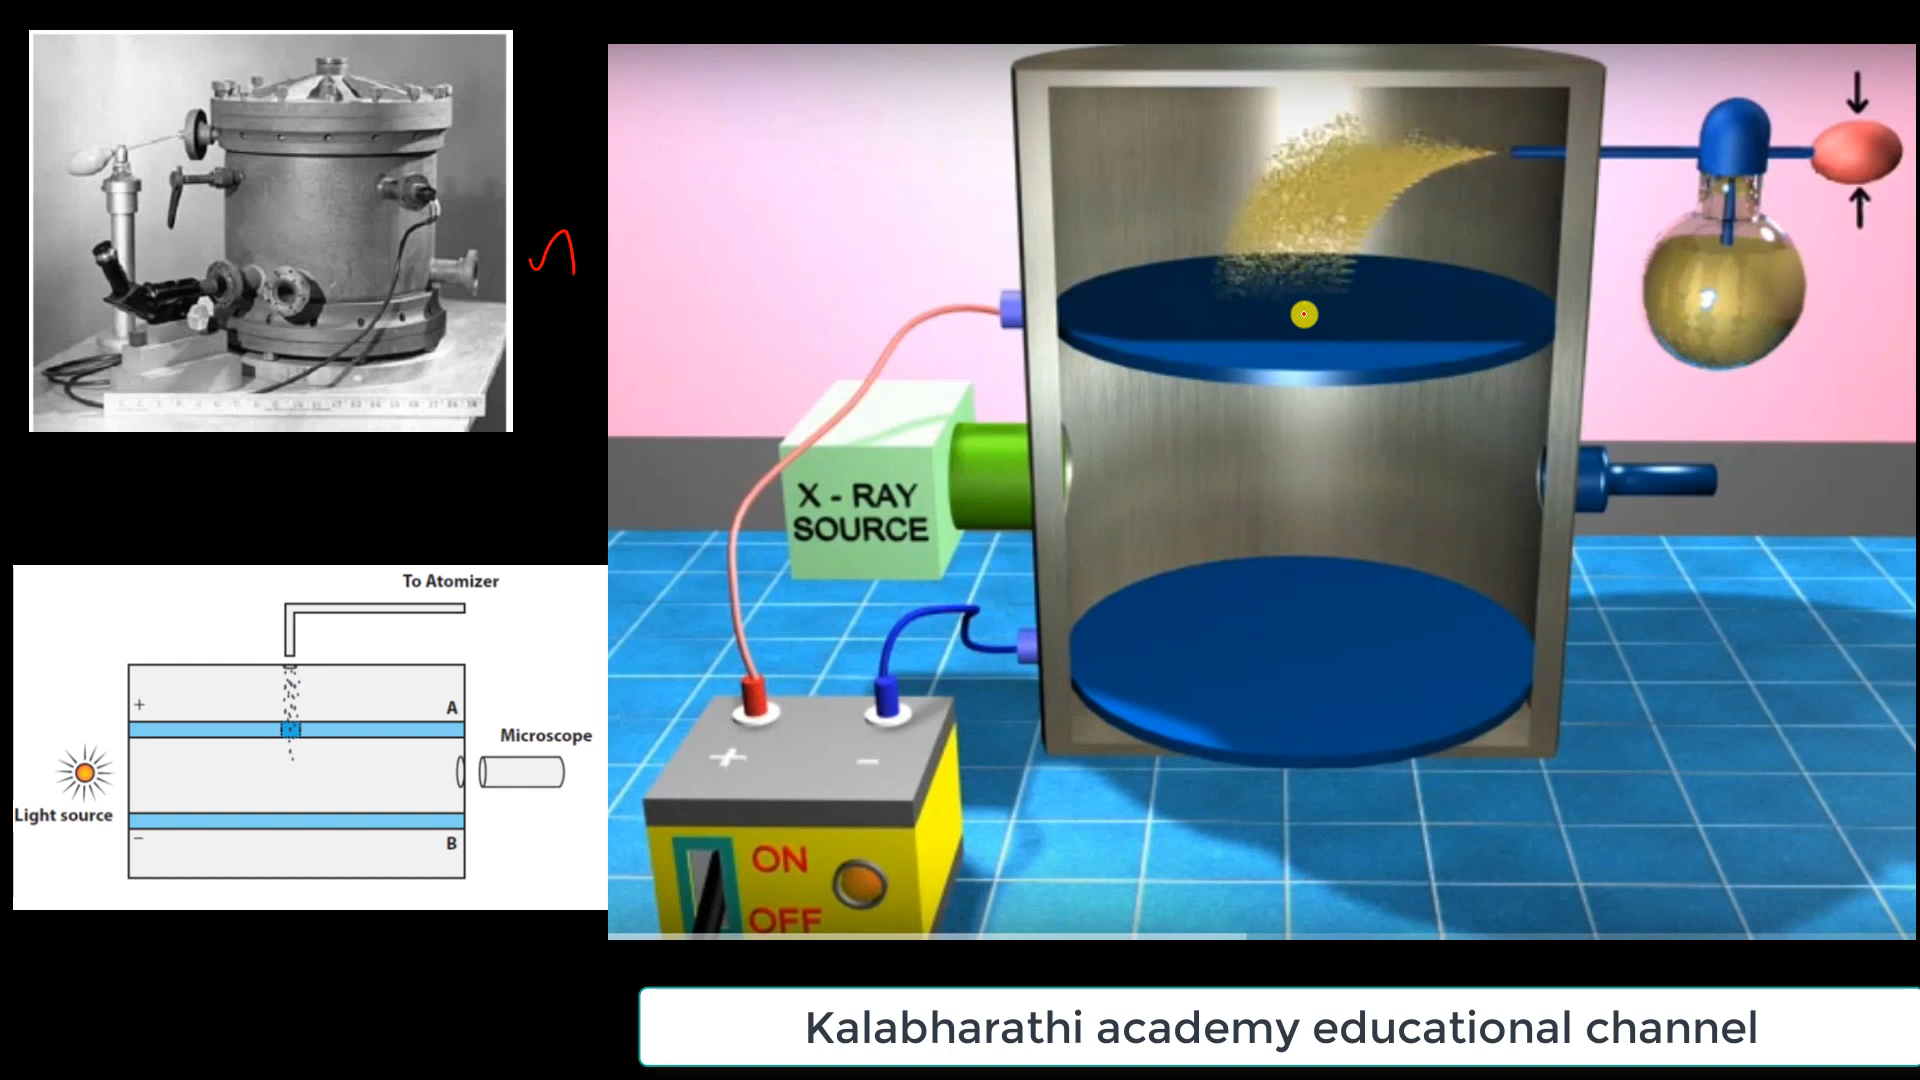 To Atomizer
+
A
Microscope
Light source
−
B
X - RAY
SOURCE
+
−
ON
OFF
Kalabharathi academy educational channel